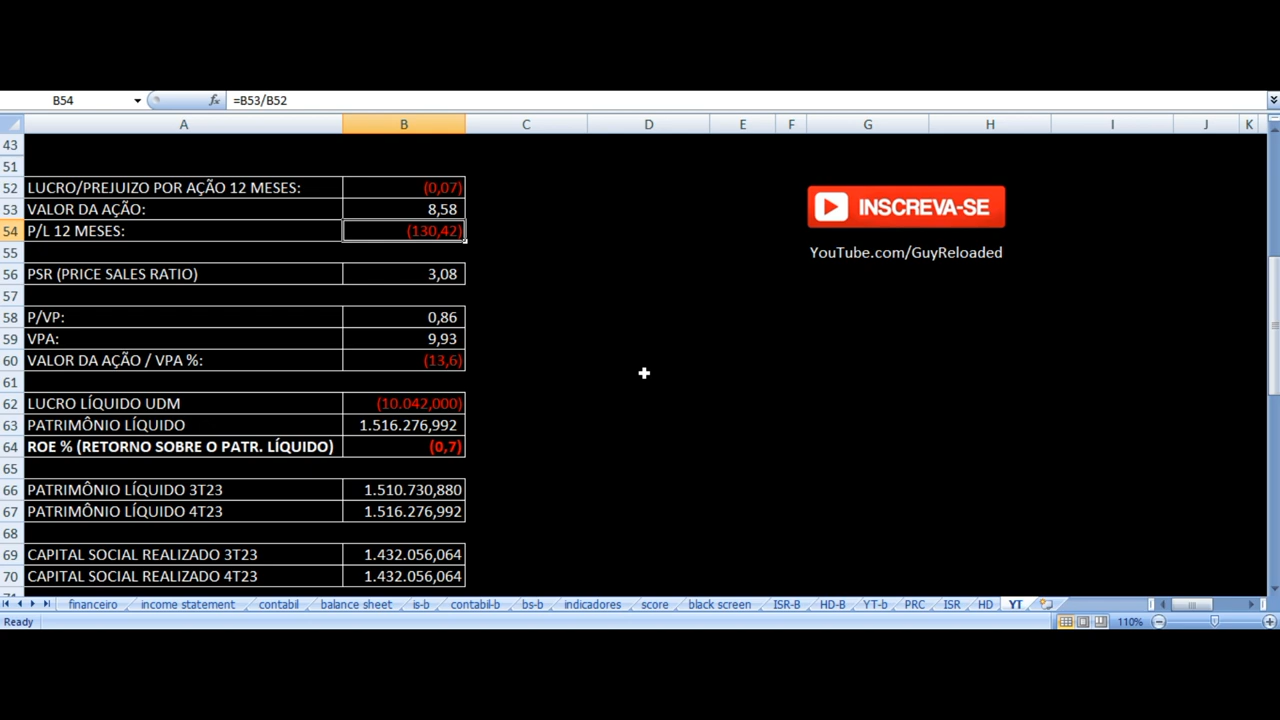 B54 fx =B53/B52
A B C D E F G H I J K
43
51
52 LUCRO/PREJUIZO POR AÇÃO 12 MESES: (0,07)
53 VALOR DA AÇÃO: 8,58
54 P/L 12 MESES: (130,42)
55
56 PSR (PRICE SALES RATIO) 3,08
57
58 P/VP: 0,86
59 VPA: 9,93
60 VALOR DA AÇÃO / VPA %: (13,6)
61
62 LUCRO LÍQUIDO UDM (10.042,000)
63 PATRIMÔNIO LÍQUIDO 1.516.276,992
64 ROE % (RETORNO SOBRE O PATR. LÍQUIDO) (0,7)
65
66 PATRIMÔNIO LÍQUIDO 3T23 1.510.730,880
67 PATRIMÔNIO LÍQUIDO 4T23 1.516.276,992
68
69 CAPITAL SOCIAL REALIZADO 3T23 1.432.056,064
70 CAPITAL SOCIAL REALIZADO 4T23 1.432.056,064
INSCREVA-SE
YouTube.com/GuyReloaded
financeiro income statement contabil balance sheet is-b contabil-b bs-b indicadores score black screen ISR-B HD-B YT-b PRC ISR HD YT
Ready 110%